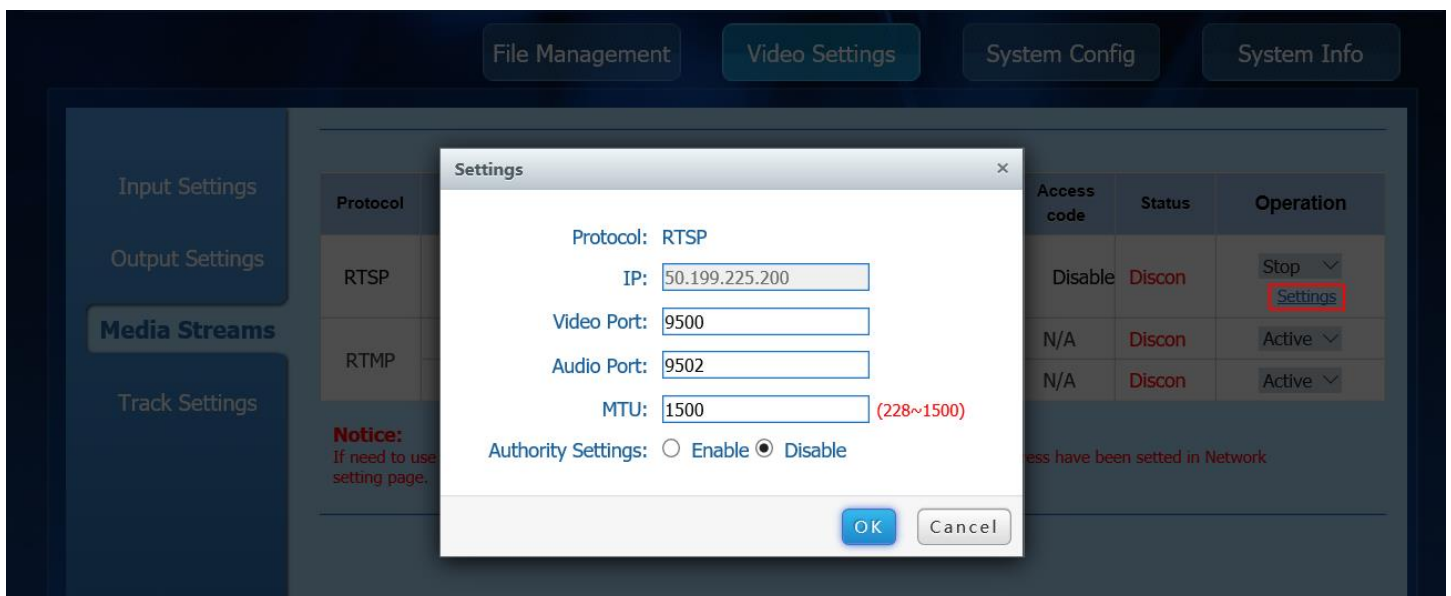 File Management Video Settings System Config System Info
Settings ×
Input Settings
Output Settings
Media Streams
Track Settings
Protocol Access code Status Operation
RTSP Disable Discon Stop
Settings
RTMP N/A Discon Active
N/A Discon Active
Protocol: RTSP
IP: 50.199.225.200
Video Port: 9500
Audio Port: 9502
MTU: 1500 (228~1500)
Authority Settings: Enable Disable
OK Cancel
Notice:
If need to use
ess have been setted in Network
setting page.